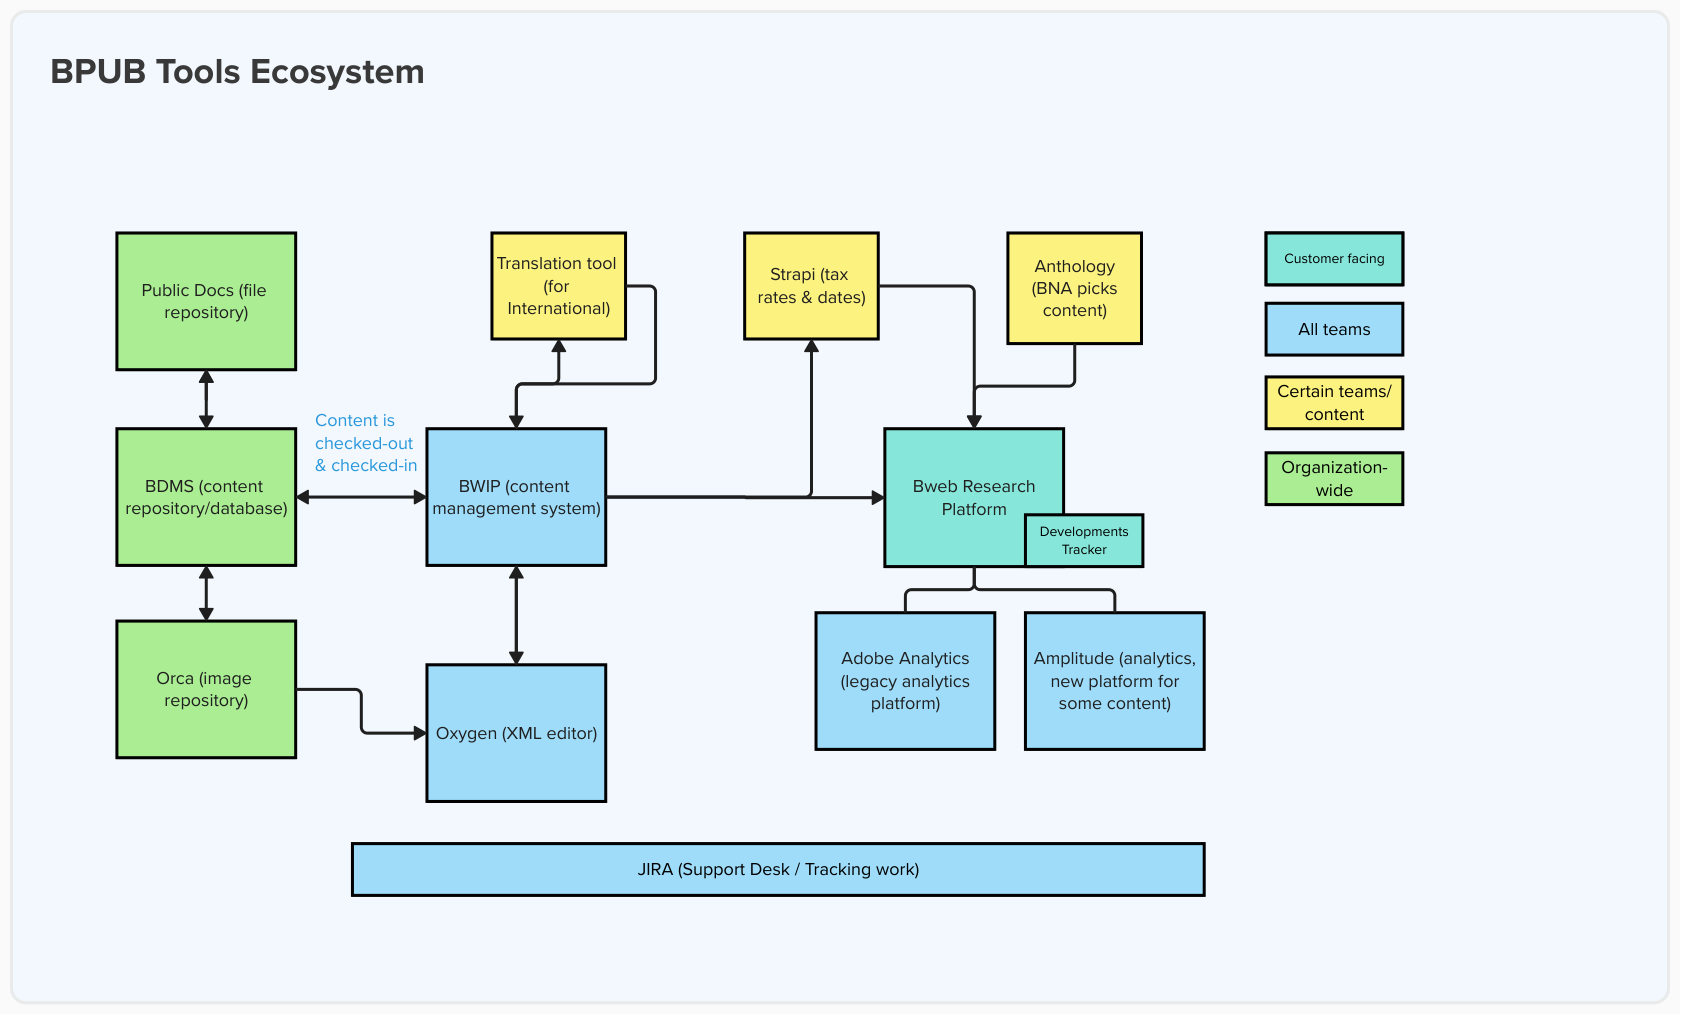 BPUB Tools Ecosystem
Public Docs (file
repository)
Translation tool
(for
International)
Strapi (tax
rates & dates)
Anthology
(BNA picks
content)
Customer facing
All teams
Certain teams/
content
Organization-
wide
Content is
checked-out
& checked-in
BDMS (content
repository/database)
BWIP (content
management system)
Bweb Research
Platform
Developments
Tracker
Orca (image
repository)
Oxygen (XML editor)
Adobe Analytics
(legacy analytics
platform)
Amplitude (analytics,
new platform for
some content)
JIRA (Support Desk / Tracking work)